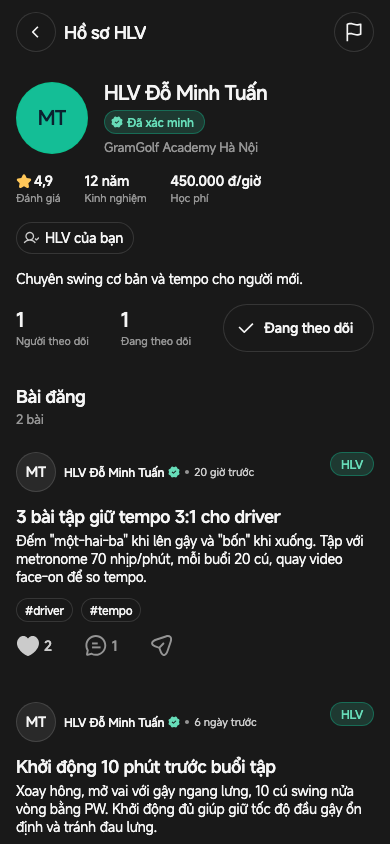 Hồ sơ HLV
MT
HLV Đỗ Minh Tuấn
Đã xác minh
GramGolf Academy Hà Nội
4,9
Đánh giá
12 năm
Kinh nghiệm
450.000 đ/giờ
Học phí
HLV của bạn
Chuyên swing cơ bản và tempo cho người mới.
1
Người theo dõi
1
Đang theo dõi
Đang theo dõi
Bài đăng
2 bài
MT
HLV Đỗ Minh Tuấn • 20 giờ trước
HLV
3 bài tập giữ tempo 3:1 cho driver
Đếm "một-hai-ba" khi lên gậy và "bốn" khi xuống. Tập với
metronome 70 nhịp/phút, mỗi buổi 20 cú, quay video
face-on để so tempo.
#driver #tempo
2 1
MT
HLV Đỗ Minh Tuấn • 6 ngày trước
HLV
Khởi động 10 phút trước buổi tập
Xoay hông, mở vai với gậy ngang lưng, 10 cú swing nửa
vòng bằng PW. Khởi động đủ giúp giữ tốc độ đầu gậy ổn
định và tránh đau lưng.